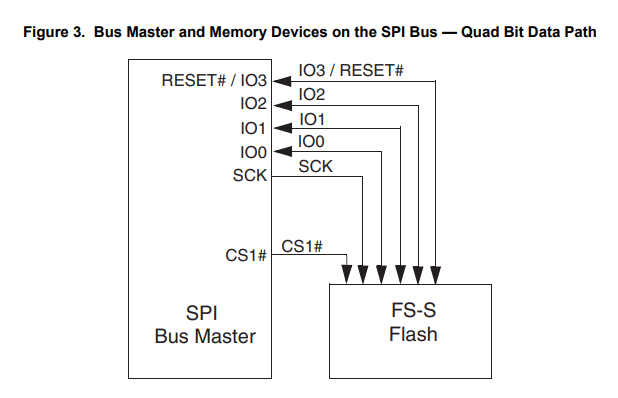 Figure 3. Bus Master and Memory Devices on the SPI Bus — Quad Bit Data Path
RESET# / IO3
IO3 / RESET#
IO2
IO2
IO1
IO1
IO0
IO0
SCK
SCK
CS1#
CS1#
SPI
Bus Master
FS-S
Flash